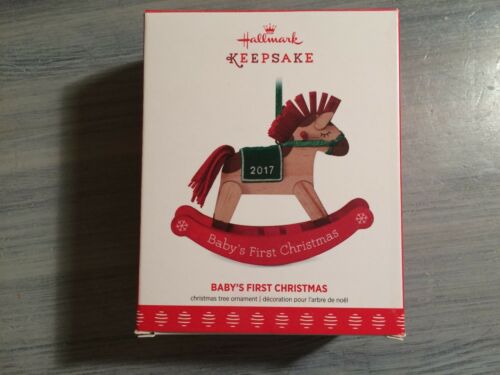 Hallmark
KEEPSAKE
2017
Baby's First Christmas
BABY'S FIRST CHRISTMAS
christmas tree ornament | décoration pour l'arbre de noël